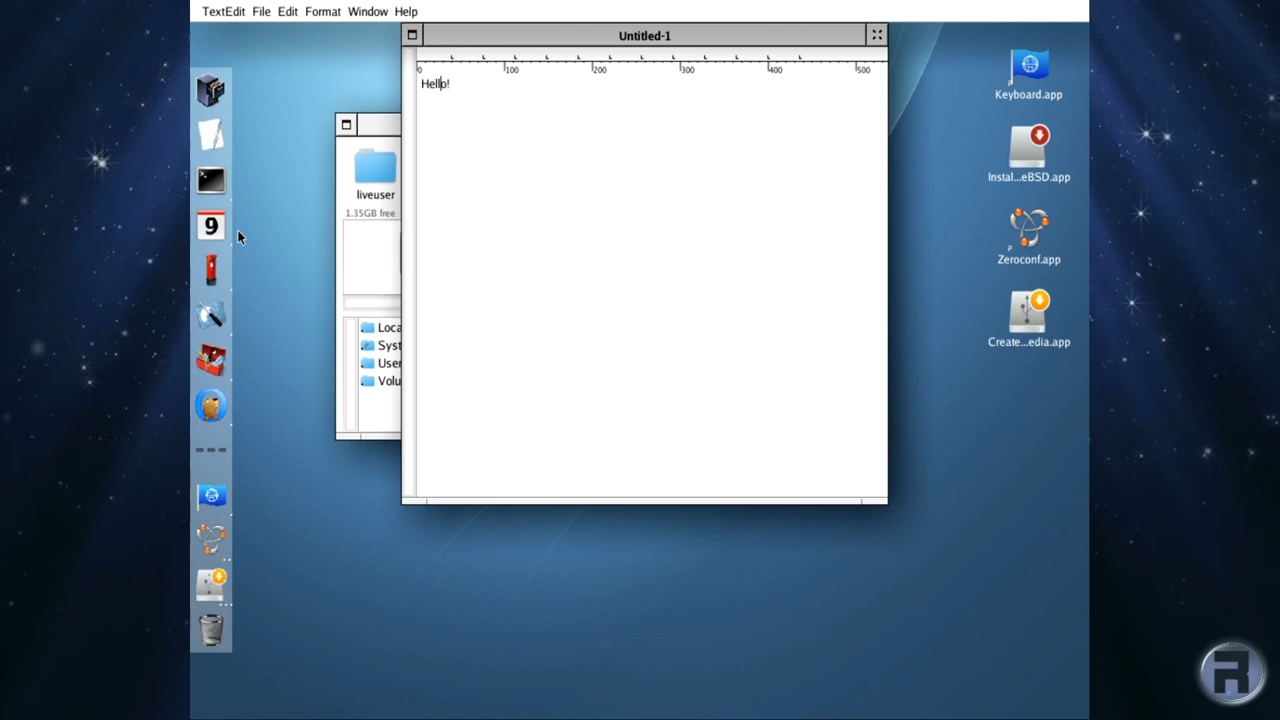 TextEdit File Edit Format Window Help
Untitled-1
0 100 200 300 400 500
Hello!
liveuser
1.35GB free
Loca
Syst
User
Volu
9
Keyboard.app
Instal...eBSD.app
Zeroconf.app
Create...edia.app
R